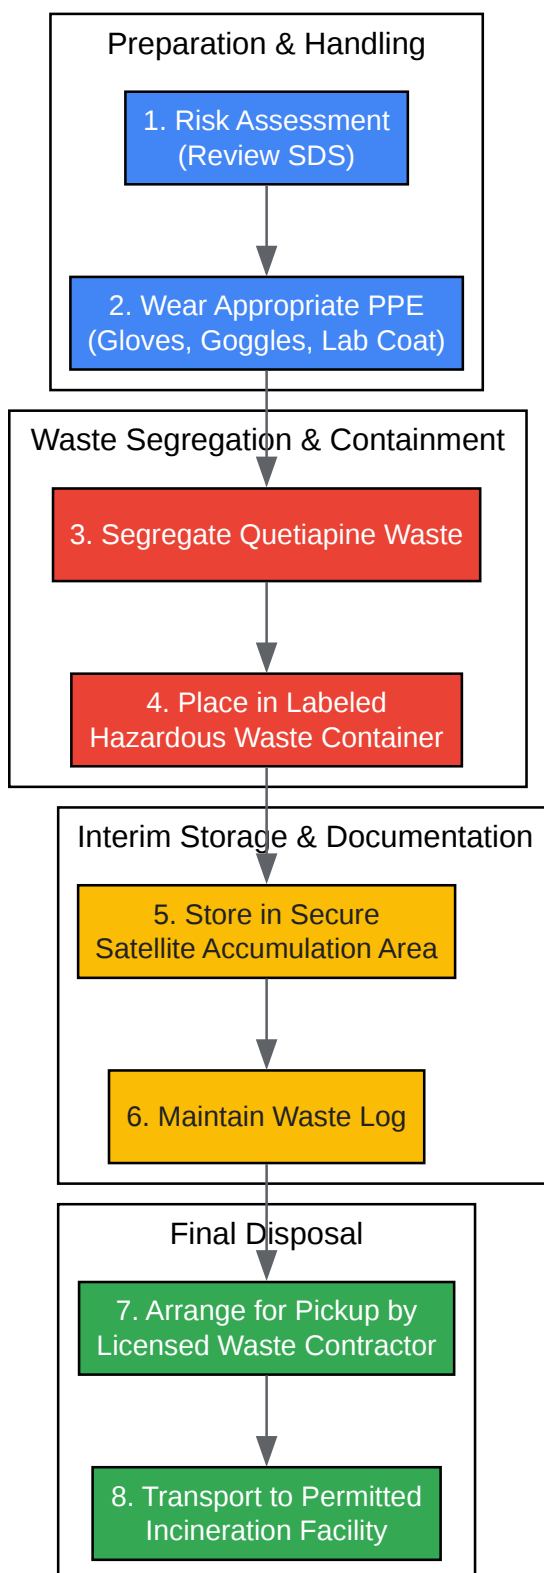 Preparation & Handling
1. Risk Assessment
(Review SDS)
2. Wear Appropriate PPE
(Gloves, Goggles, Lab Coat)
Waste Segregation & Containment
3. Segregate Quetiapine Waste
4. Place in Labeled
Hazardous Waste Container
Interim Storage & Documentation
5. Store in Secure
Satellite Accumulation Area
6. Maintain Waste Log
Final Disposal
7. Arrange for Pickup by
Licensed Waste Contractor
8. Transport to Permitted
Incineration Facility